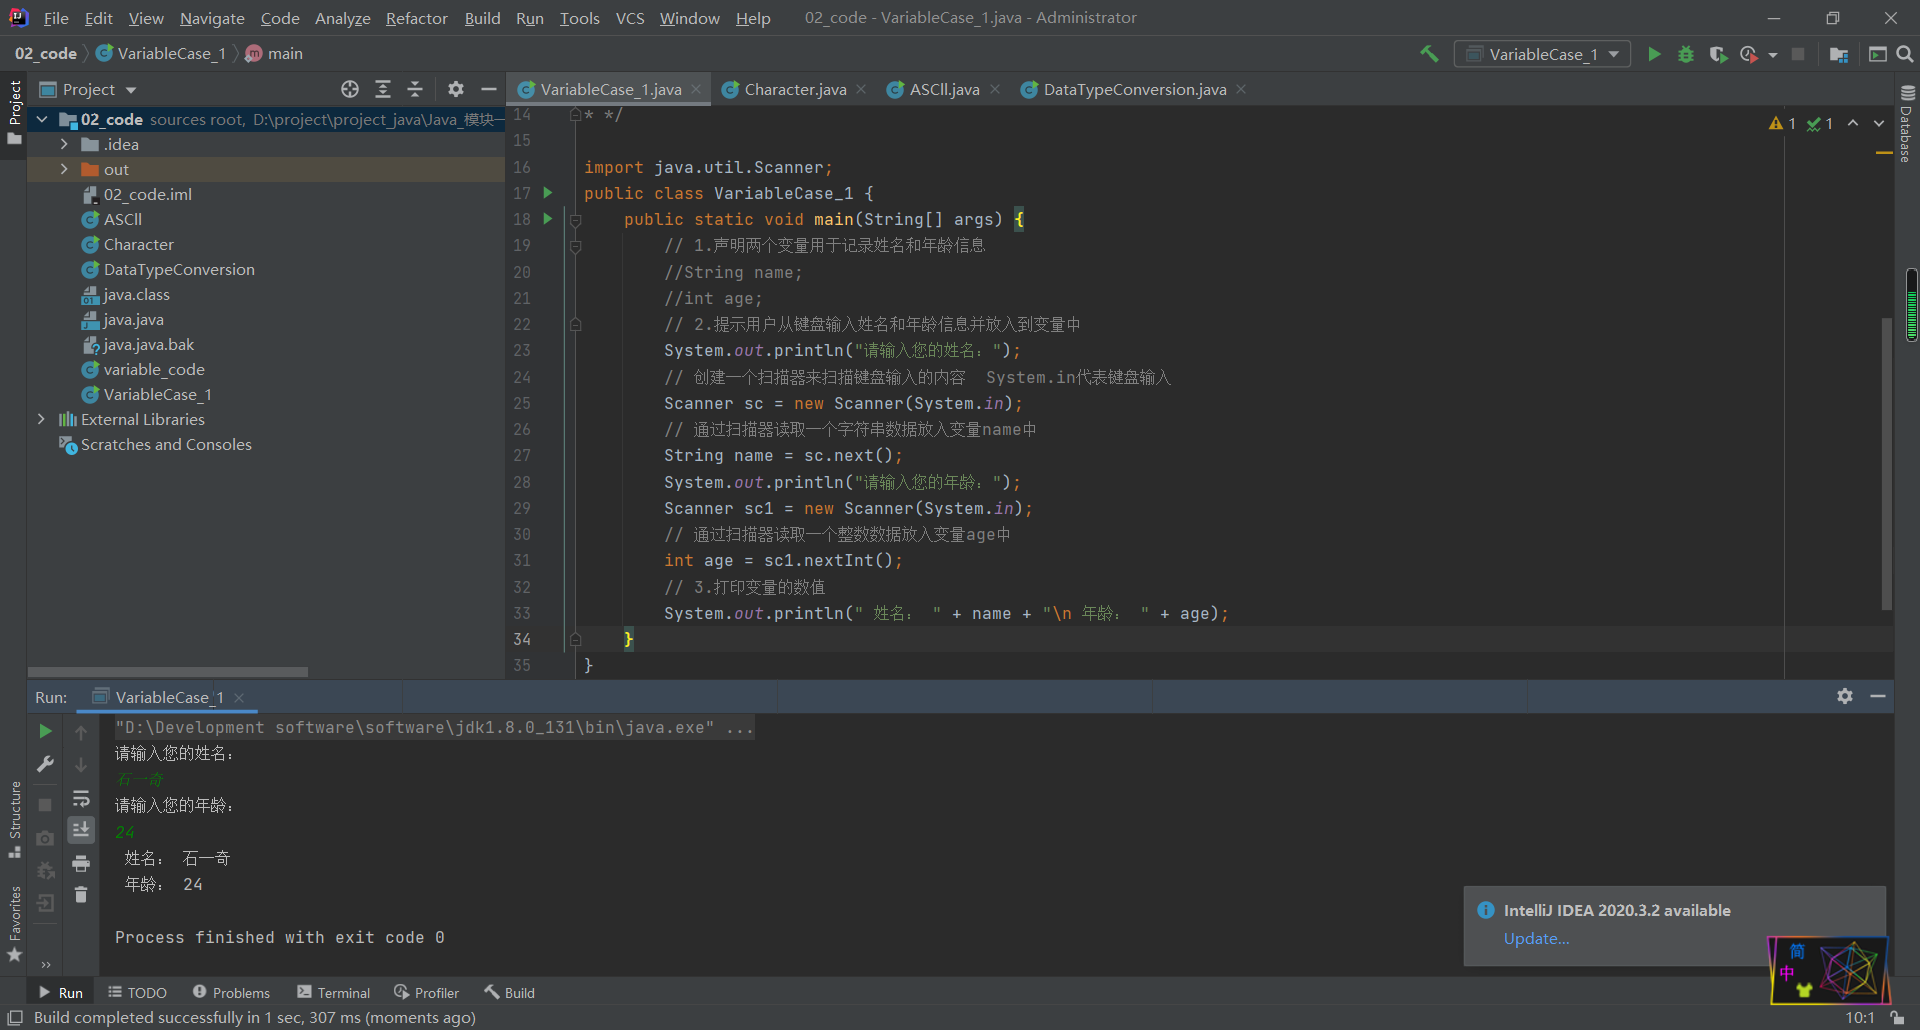 File Edit View Navigate Code Analyze Refactor Build Run Tools VCS Window Help 02_code - VariableCase_1.java - Administrator
02_code VariableCase_1 main VariableCase_1
Project
VariableCase_1.java Character.java ASCll.java DataTypeConversion.java
02_code sources root, D:\project\project_java\Java_模块一
.idea
out
02_code.iml
ASCll
Character
DataTypeConversion
java.class
java.java
java.java.bak
variable_code
VariableCase_1
External Libraries
Scratches and Consoles
Project
Structure
Favorites
Database
1 1
14 * */
15
16 import java.util.Scanner;
17 public class VariableCase_1 {
18 public static void main(String[] args) {
19 // 1.声明两个变量用于记录姓名和年龄信息
20 //String name;
21 //int age;
22 // 2.提示用户从键盘输入姓名和年龄信息并放入到变量中
23 System.out.println("请输入您的姓名：");
24 // 创建一个扫描器来扫描键盘输入的内容 System.in代表键盘输入
25 Scanner sc = new Scanner(System.in);
26 // 通过扫描器读取一个字符串数据放入变量name中
27 String name = sc.next();
28 System.out.println("请输入您的年龄：");
29 Scanner sc1 = new Scanner(System.in);
30 // 通过扫描器读取一个整数数据放入变量age中
31 int age = sc1.nextInt();
32 // 3.打印变量的数值
33 System.out.println(" 姓名： " + name + "\n 年龄： " + age);
34 }
35 }
Run: VariableCase_1
"D:\Development software\software\jdk1.8.0_131\bin\java.exe" ...
请输入您的姓名：
石一奇
请输入您的年龄：
24
姓名： 石一奇
年龄： 24
Process finished with exit code 0
IntelliJ IDEA 2020.3.2 available
Update...
简
中
Run TODO Problems Terminal Profiler Build
Build completed successfully in 1 sec, 307 ms (moments ago)
10:1